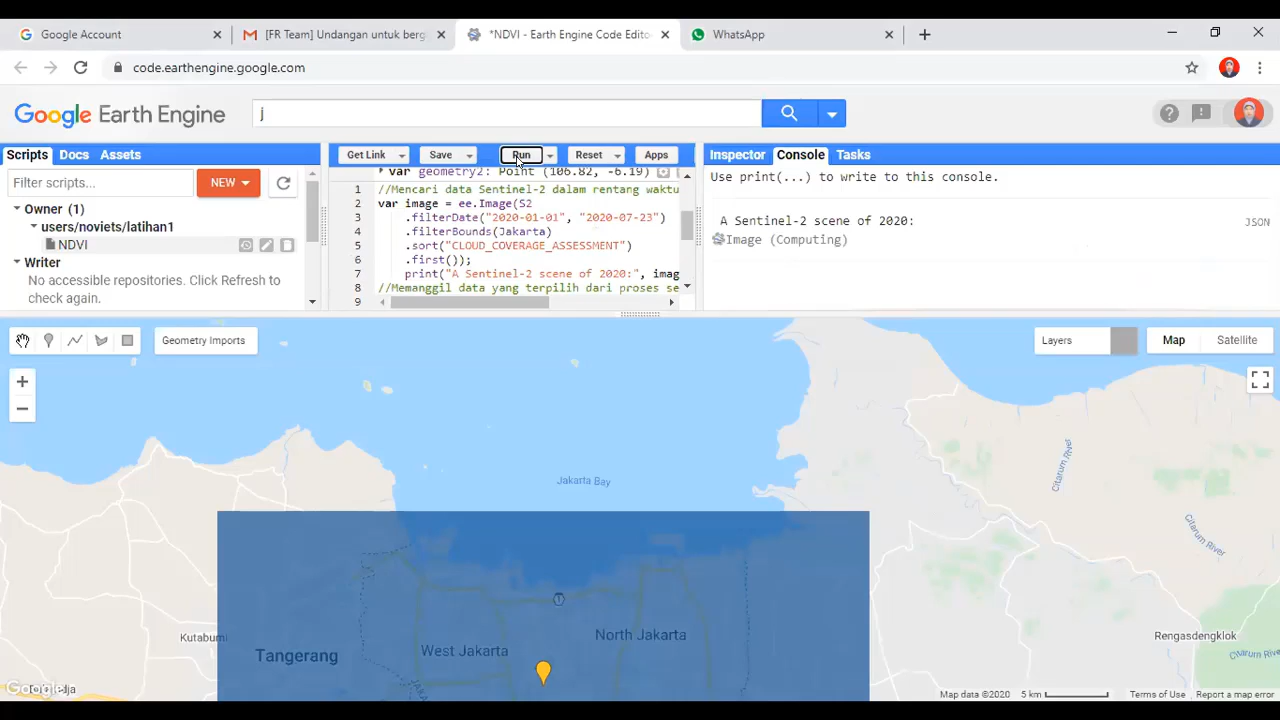 Google Account
[FR Team] Undangan untuk berg
*NDVI - Earth Engine Code Edito
WhatsApp
code.earthengine.google.com
Google Earth Engine
j
Scripts Docs Assets
Get Link Save Run Reset Apps
Inspector Console Tasks
Filter scripts...
NEW
Owner (1)
users/noviets/latihan1
NDVI
Writer
No accessible repositories. Click Refresh to
check again.
var geometry2: Point (106.82, -6.19)
1 //Mencari data Sentinel-2 dalam rentang waktu
2 var image = ee.Image(S2
3 .filterDate("2020-01-01", "2020-07-23")
4 .filterBounds(Jakarta)
5 .sort("CLOUD_COVERAGE_ASSESSMENT")
6 .first());
7 print("A Sentinel-2 scene of 2020:", imag
8 //Memanggil data yang terpilih dari proses se
9
Use print(...) to write to this console.
A Sentinel-2 scene of 2020:
JSON
Image (Computing)
Geometry Imports
Layers
Map Satellite
+
−
Jakarta Bay
Citarum River
Citarum River
North Jakarta
West Jakarta
Tangerang
Kutabumi
Rengasdengklok
Citarum River
Google
Map data ©2020 5 km Terms of Use Report a map error